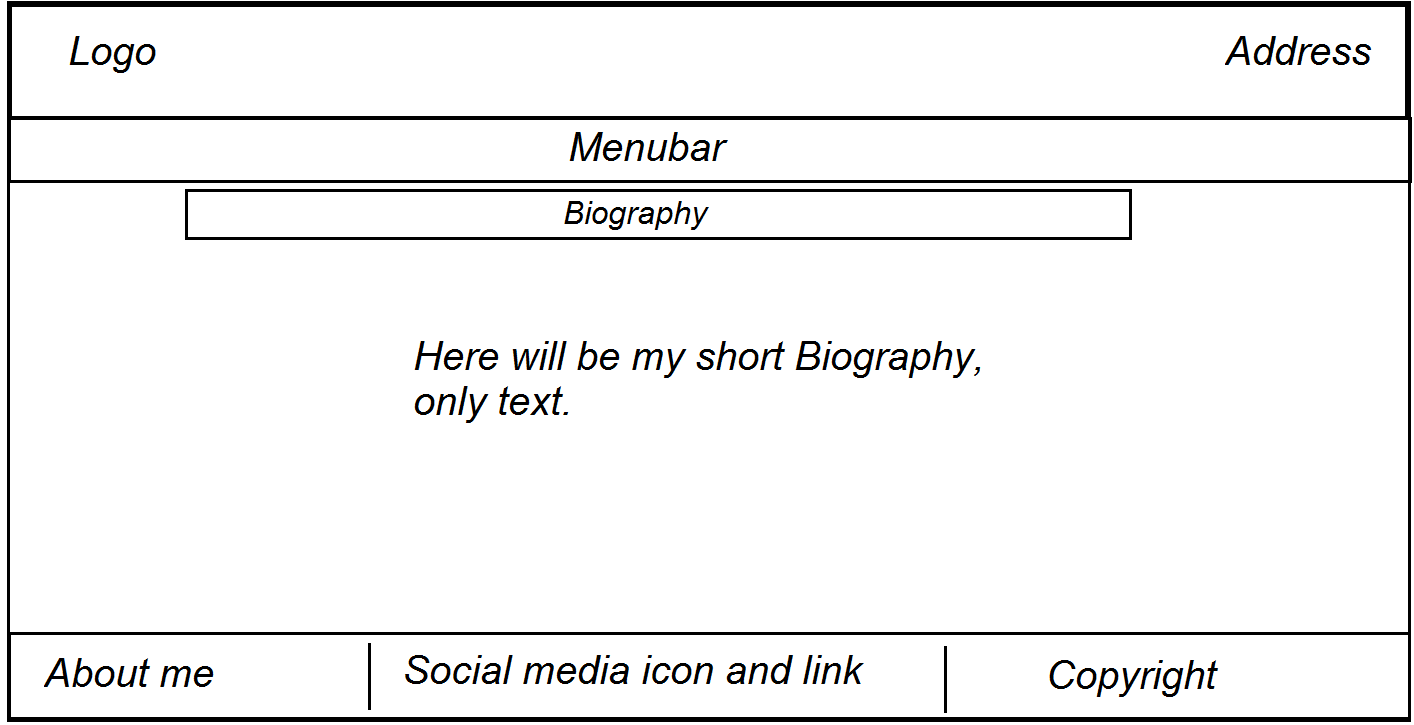 Logo
Address
Menubar
Biography
Here will be my short Biography,
only text.
About me
Social media icon and link
Copyright